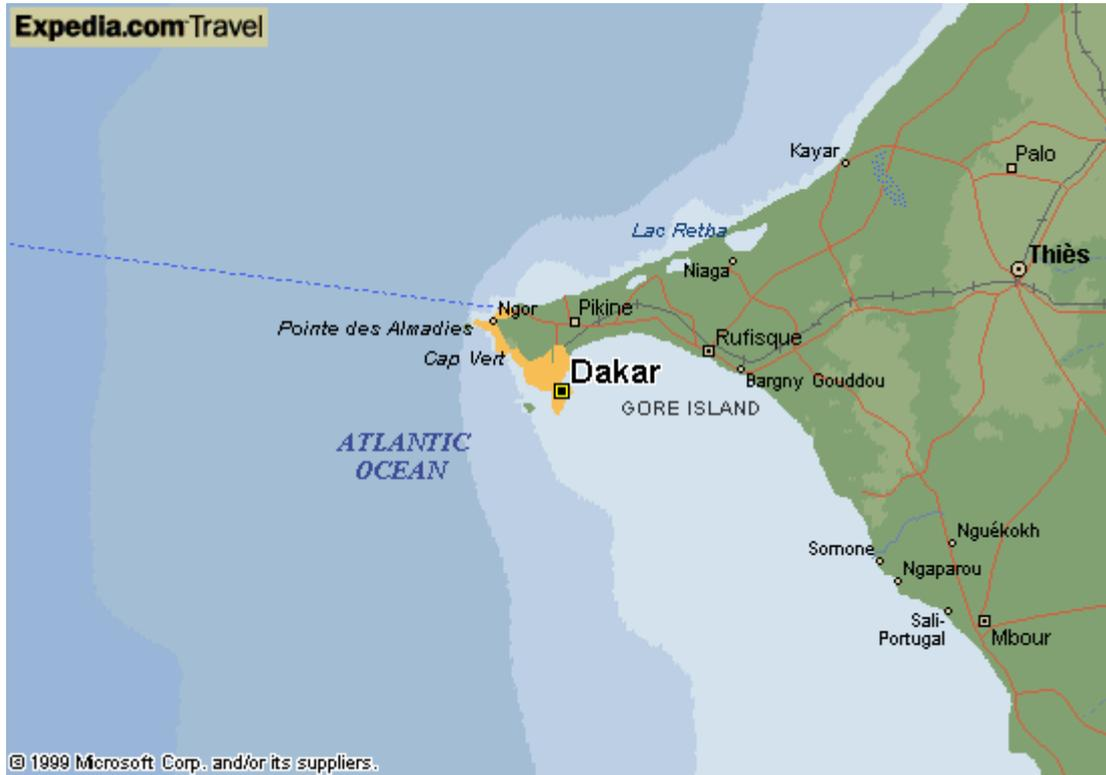 Expedia.com Travel
Kayar
Palo
Lac Retba
Thiès
Niaga
Ngor
Pikine
Pointe des Almadies
Rufisque
Cap Vert
Dakar
Bargny Gouddou
GORE ISLAND
ATLANTIC
OCEAN
Nguékokh
Somone
Ngaparou
Sali-
Portugal
Mbour
© 1999 Microsoft Corp. and/or its suppliers.